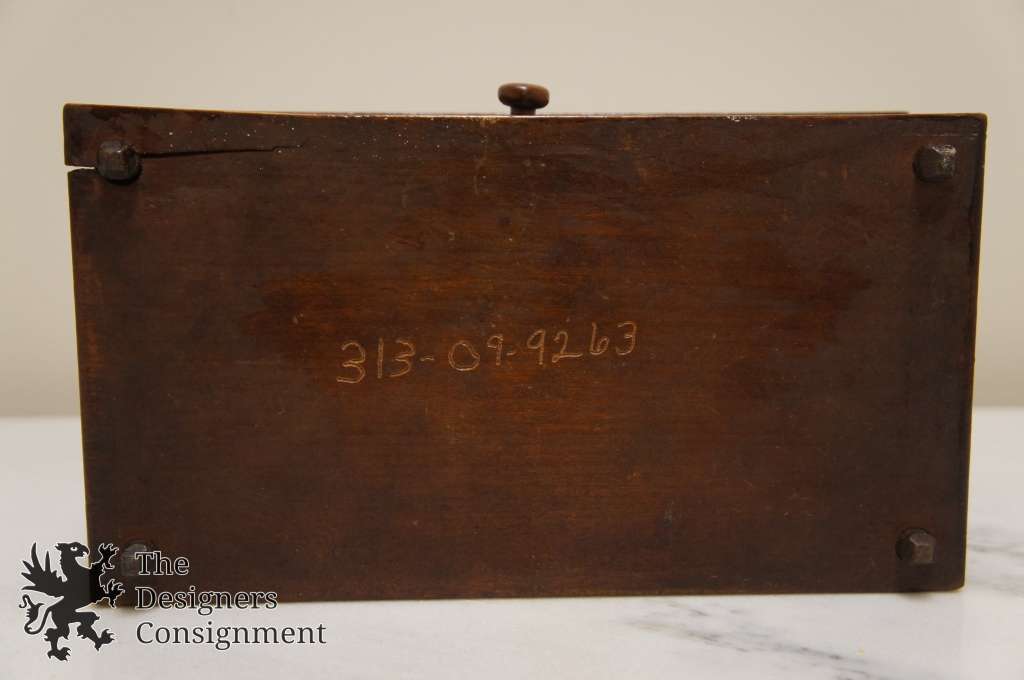 313-09-9263
The
Designers
Consignment